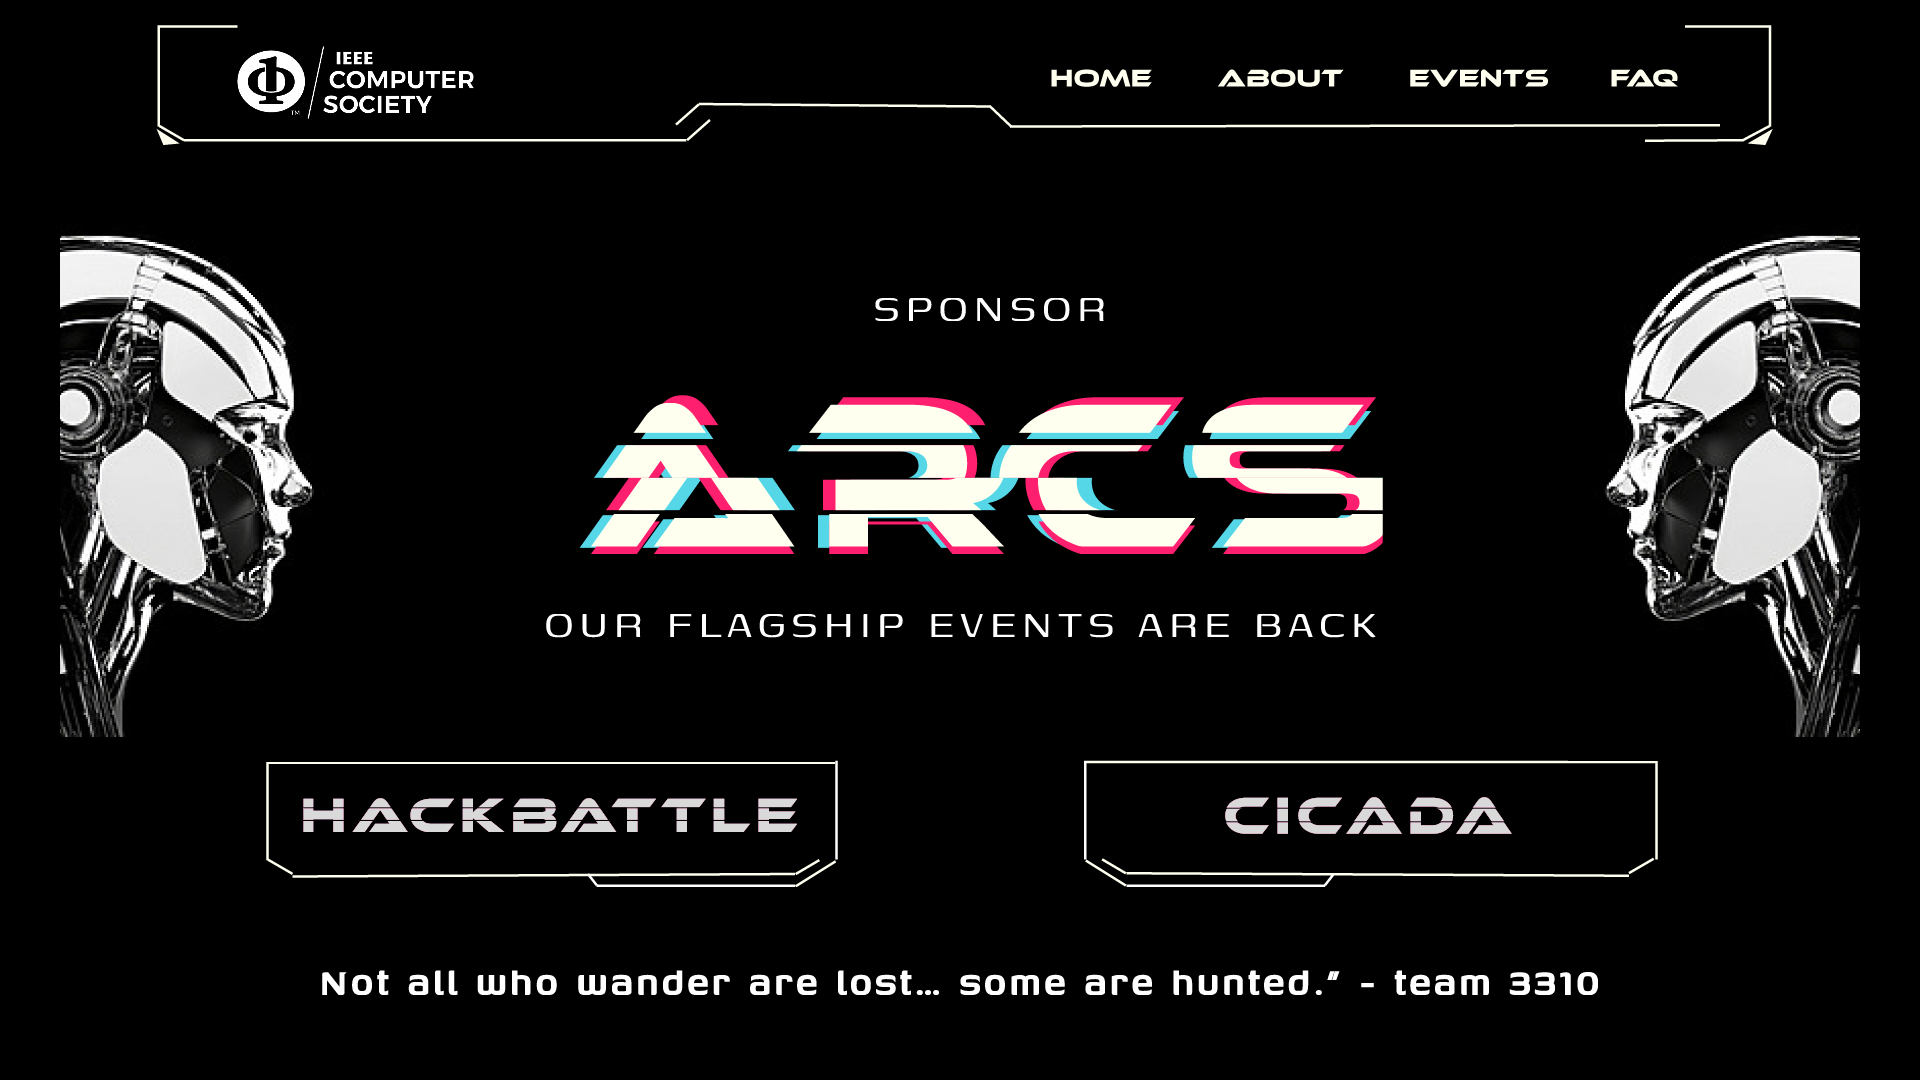 IEEE
COMPUTER
SOCIETY
TM
HOME ABOUT EVENTS FAQ
SPONSOR
ARCS
OUR FLAGSHIP EVENTS ARE BACK
HACKBATTLE CICADA
Not all who wander are lost... some are hunted.” - team 3310